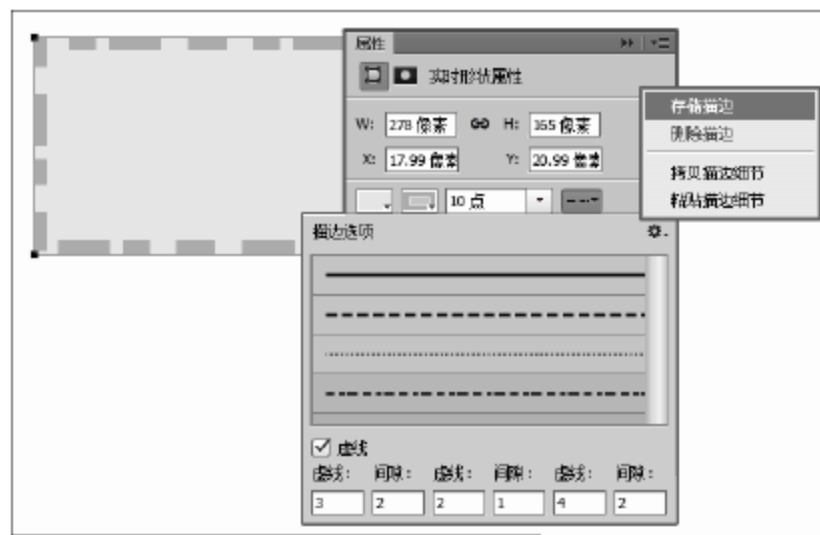 属性
实时形状属性
W: 278 像素 H: 165 像素
X: 17.99 像素 Y: 20.99 像素
10 点
存储描边
删除描边
拷贝描边细节
粘贴描边细节
描边选项
虚线
虚线: 间隙: 虚线: 间隙: 虚线: 间隙:
3 2 2 1 4 2